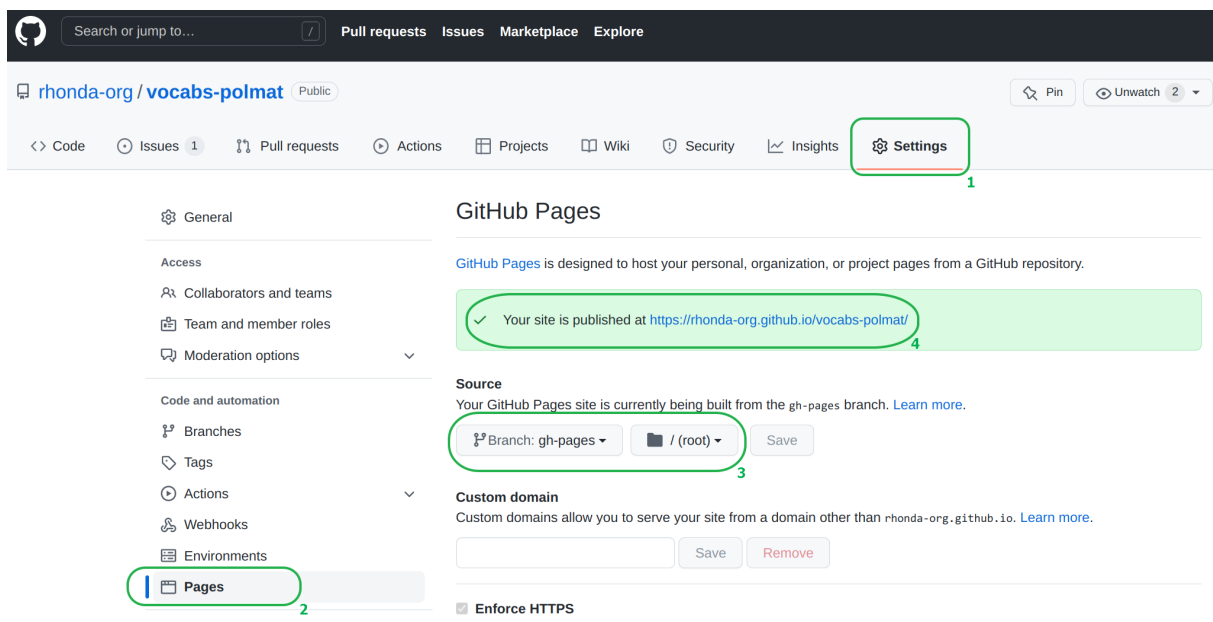 Search or jump to… / Pull requests Issues Marketplace Explore
rhonda-org / vocabs-polmat Public Pin Unwatch 2
Code Issues 1 Pull requests Actions Projects Wiki Security Insights Settings
1
General
Access
Collaborators and teams
Team and member roles
Moderation options
Code and automation
Branches
Tags
Actions
Webhooks
Environments
Pages
2
GitHub Pages
GitHub Pages is designed to host your personal, organization, or project pages from a GitHub repository.
Your site is published at https://rhonda-org.github.io/vocabs-polmat/
4
Source
Your GitHub Pages site is currently being built from the gh-pages branch. Learn more.
Branch: gh-pages / (root) Save
3
Custom domain
Custom domains allow you to serve your site from a domain other than rhonda-org.github.io. Learn more.
Save Remove
Enforce HTTPS